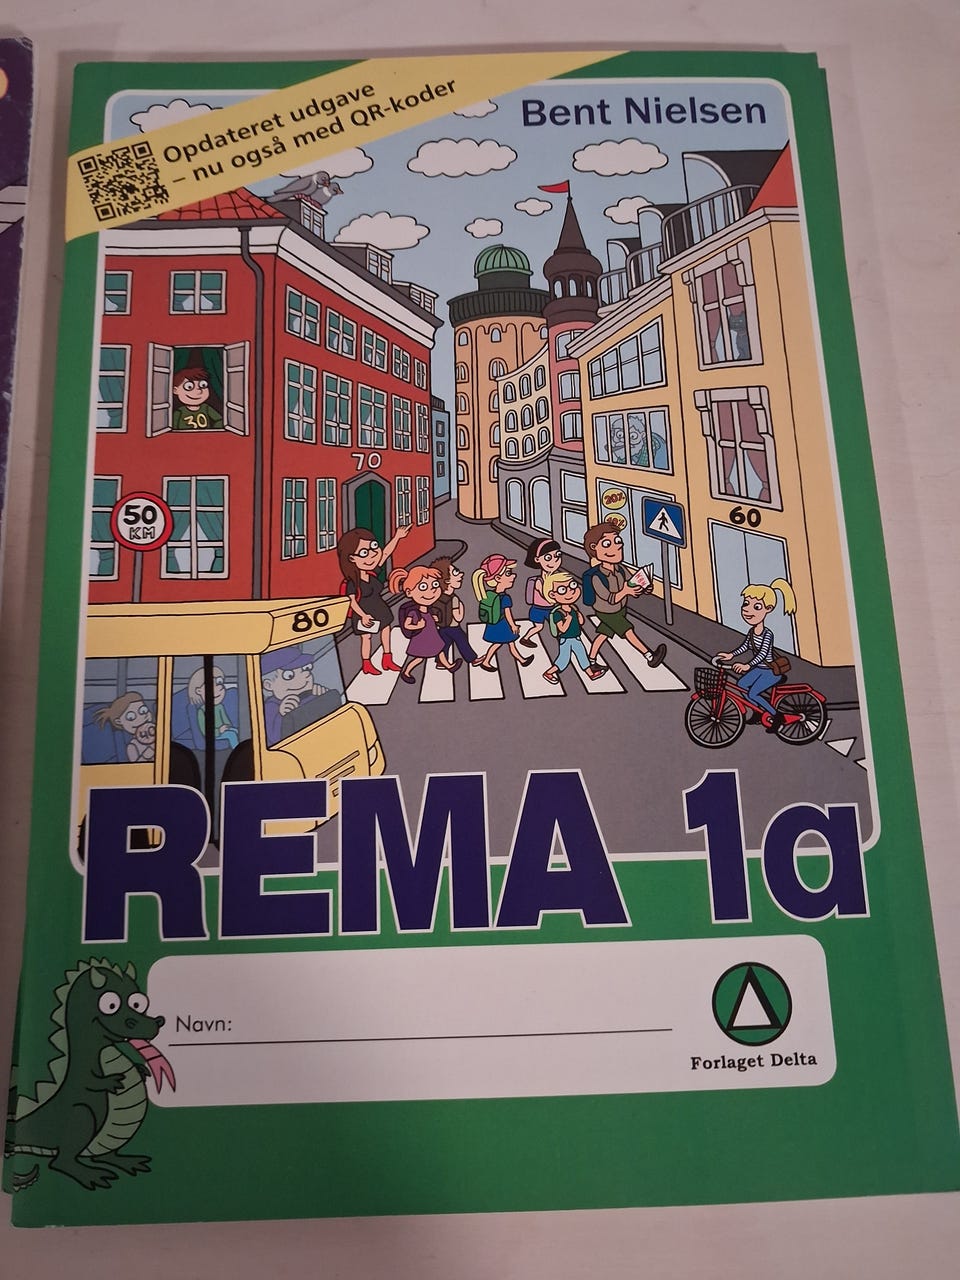 Opdateret udgave
– nu også med QR-koder
Bent Nielsen
30
70
50
KM
20%
60
80
REMA 1a
Navn:
Forlaget Delta